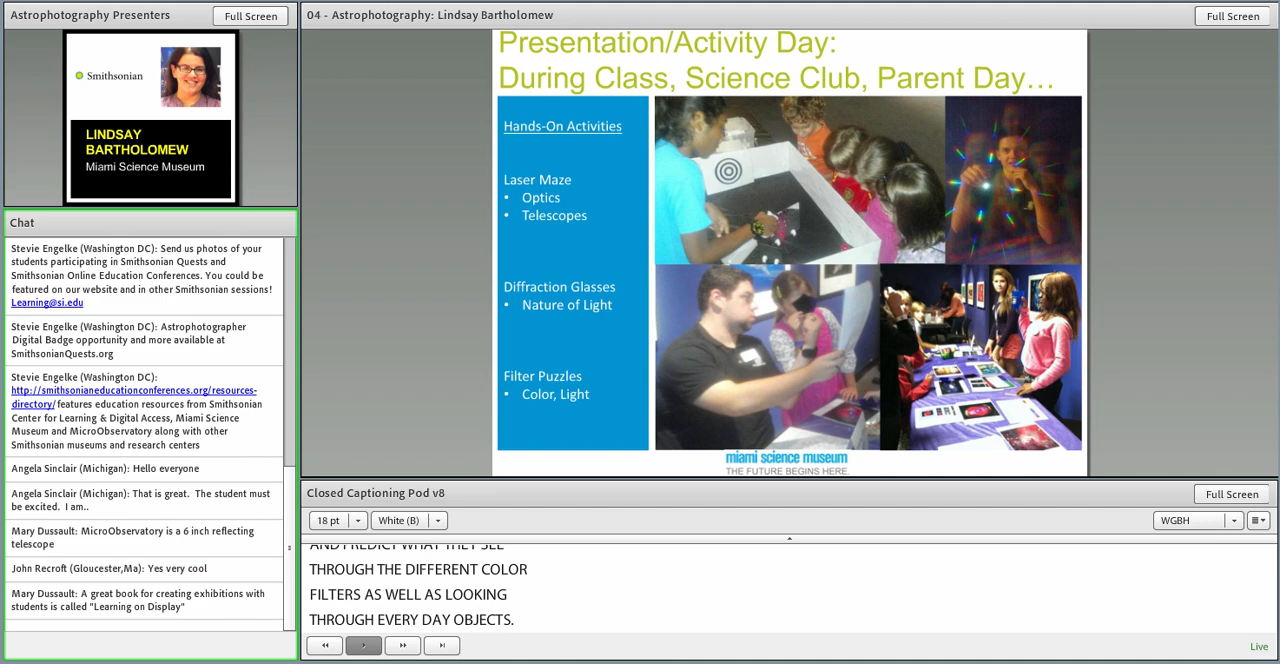 Astrophotography Presenters
Full Screen
Smithsonian
LINDSAY
BARTHOLOMEW
Miami Science Museum
Chat
Stevie Engelke (Washington DC): Send us photos of your
students participating in Smithsonian Quests and
Smithsonian Online Education Conferences. You could be
featured on our website and in other Smithsonian sessions!
Learning@si.edu
Stevie Engelke (Washington DC): Astrophotographer
Digital Badge opportunity and more available at
SmithsonianQuests.org
Stevie Engelke (Washington DC):
http://smithsonianeducationconferences.org/resources-
directory/ features education resources from Smithsonian
Center for Learning & Digital Access, Miami Science
Museum and MicroObservatory along with other
Smithsonian museums and research centers
Angela Sinclair (Michigan): Hello everyone
Angela Sinclair (Michigan): That is great. The student must
be excited. I am..
Mary Dussault: MicroObservatory is a 6 inch reflecting
telescope
John Recroft (Gloucester,Ma): Yes very cool
Mary Dussault: A great book for creating exhibitions with
students is called "Learning on Display"
04 - Astrophotography: Lindsay Bartholomew
Full Screen
Presentation/Activity Day:
During Class, Science Club, Parent Day…
Hands-On Activities
Laser Maze
• Optics
• Telescopes
Diffraction Glasses
• Nature of Light
Filter Puzzles
• Color, Light
miami science museum
THE FUTURE BEGINS HERE.
Closed Captioning Pod v8
Full Screen
18 pt
White (B)
WGBH
AND PREDICT WHAT THEY SEE
THROUGH THE DIFFERENT COLOR
FILTERS AS WELL AS LOOKING
THROUGH EVERY DAY OBJECTS.
Live